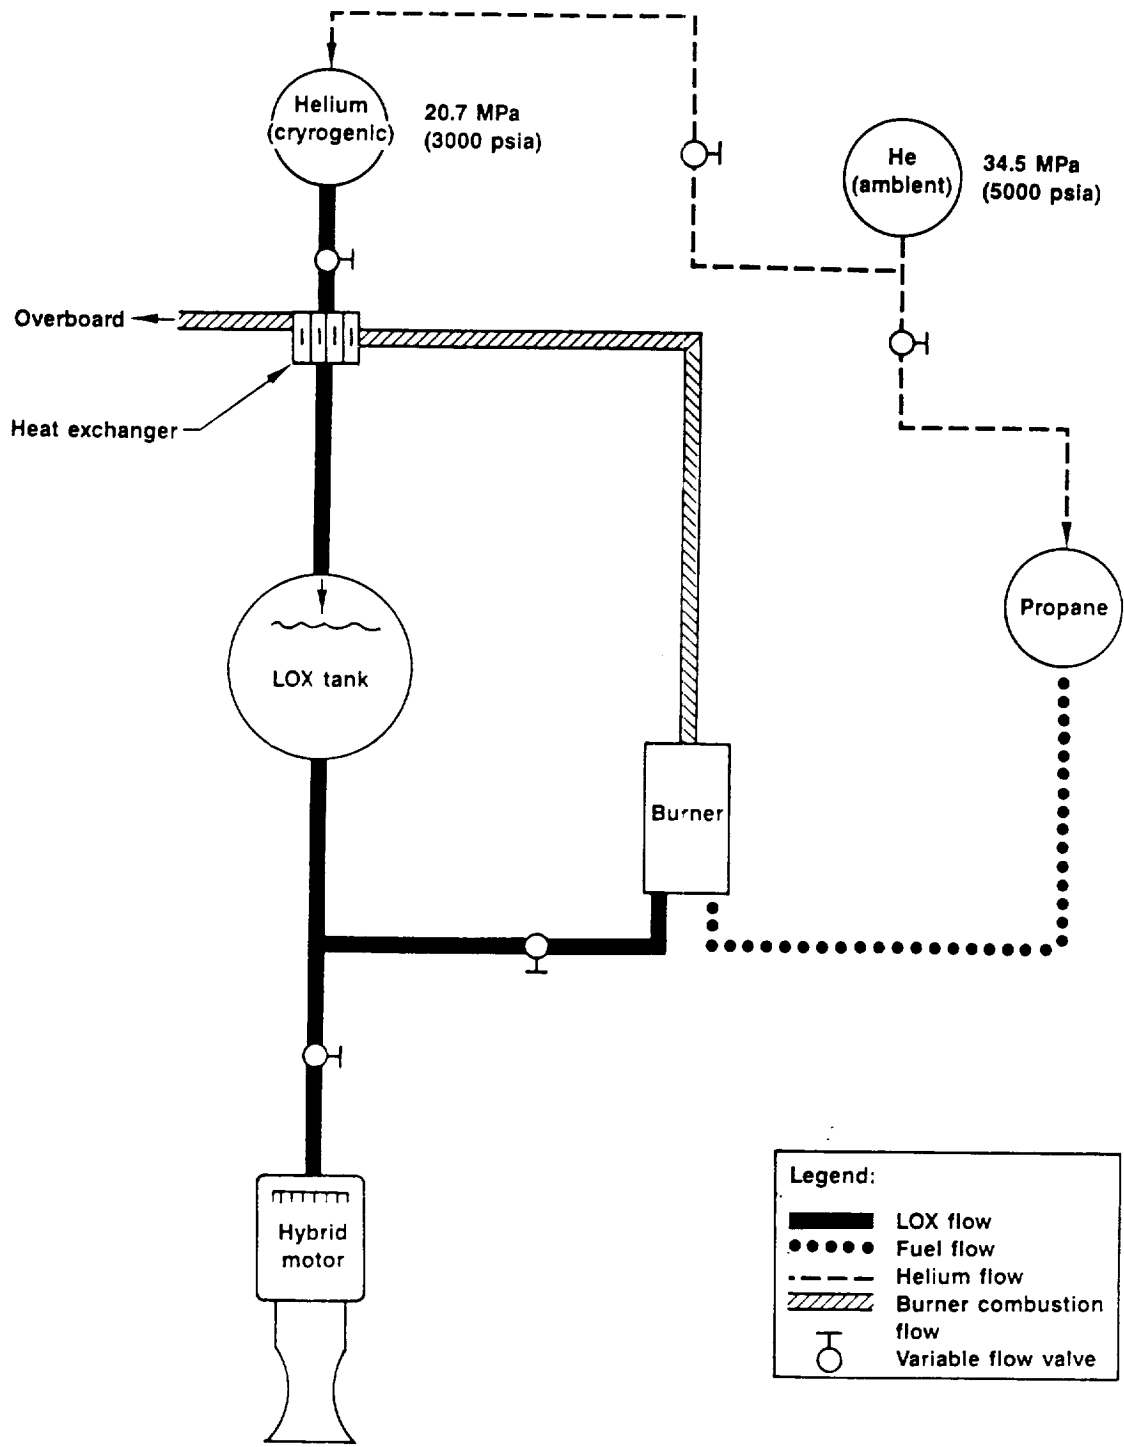 Helium
(cryrogenic)
20.7 MPa
(3000 psia)
He
(ambient)
34.5 MPa
(5000 psia)
Overboard
Heat exchanger
Propane
LOX tank
Burner
Hybrid
motor
Legend:
LOX flow
Fuel flow
Helium flow
Burner combustion
flow
Variable flow valve